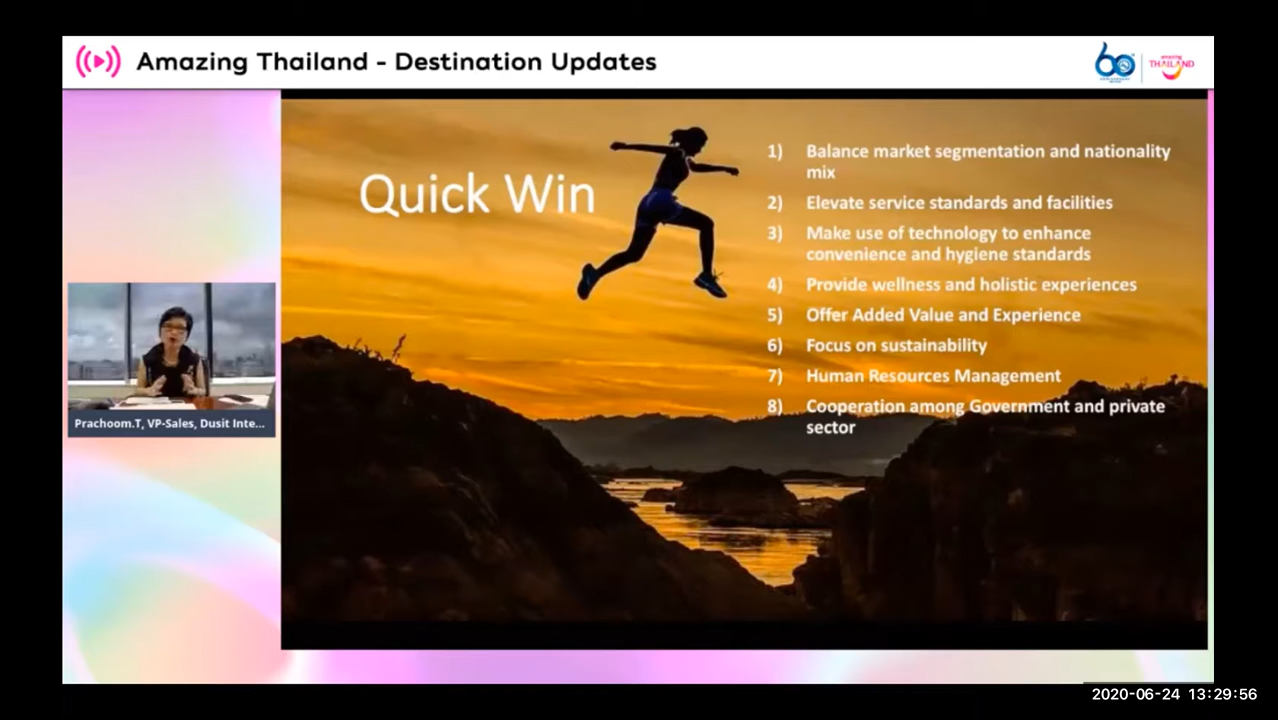 Amazing Thailand - Destination Updates
60
amazing
THAILAND
Quick Win
1) Balance market segmentation and nationality
mix
2) Elevate service standards and facilities
3) Make use of technology to enhance
convenience and hygiene standards
4) Provide wellness and holistic experiences
5) Offer Added Value and Experience
6) Focus on sustainability
7) Human Resources Management
8) Cooperation among Government and private
sector
Prachoom.T, VP-Sales, Dusit Inte...
2020-06-24 13:29:56